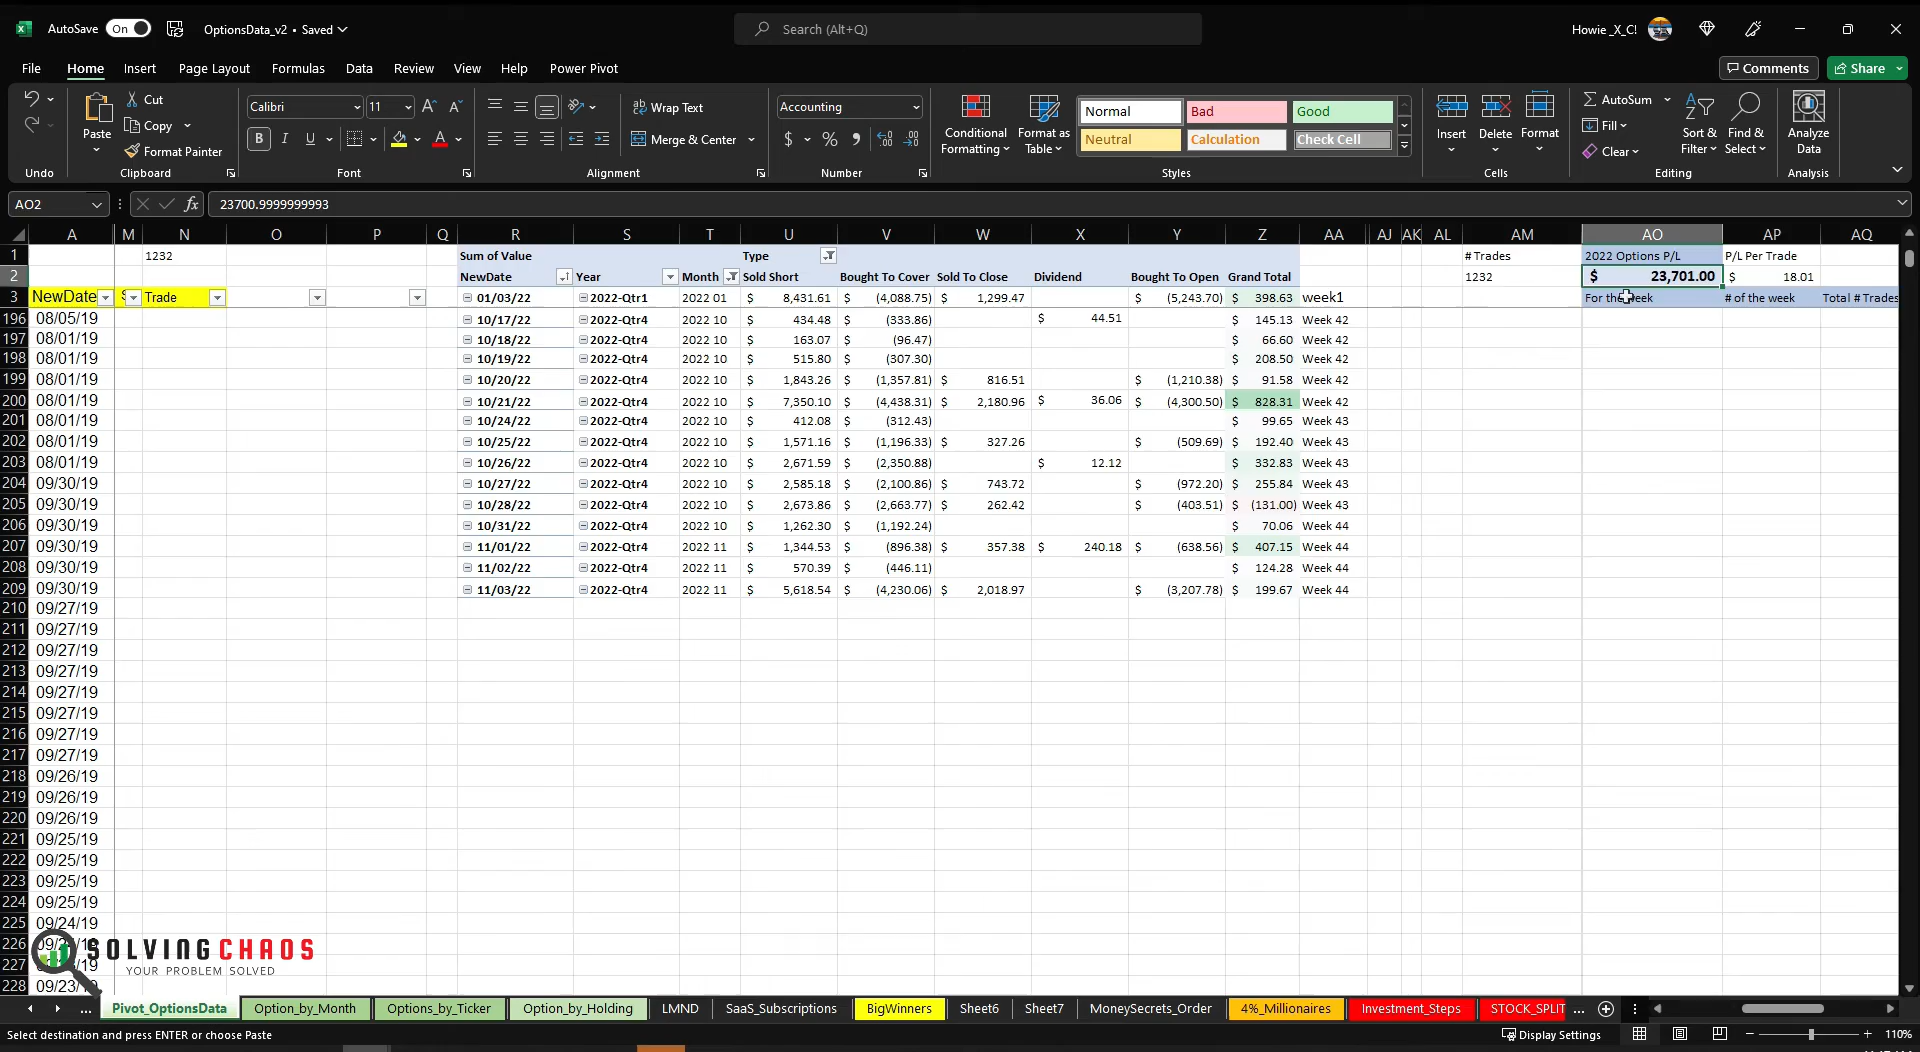 AutoSave On OptionsData_v2 • Saved Search (Alt+Q) Howie _X_C!
File Home Insert Page Layout Formulas Data Review View Help Power Pivot Comments Share
Paste Cut Copy Format Painter
Calibri 11 B I U
Wrap Text Merge & Center
Accounting $ %
Conditional Formatting Format as Table
Normal Bad Good
Neutral Calculation Check Cell
Insert Delete Format
AutoSum Fill Clear Sort & Filter Find & Select Analyze Data
Undo Clipboard Font Alignment Number Styles Cells Editing Analysis
AO2 fx 23700.9999999993
A M N O P Q R S T U V W X Y Z AA AJ AK AL AM AO AP AQ
1 1232 Sum of Value Type # Trades 2022 Options P/L P/L Per Trade
2 NewDate Year Month Sold Short Bought To Cover Sold To Close Dividend Bought To Open Grand Total 1232 $ 23,701.00 $ 18.01
3 NewDate Trade 01/03/22 2022-Qtr1 2022 01 $ 8,431.61 $ (4,088.75) $ 1,299.47 $ (5,243.70) $ 398.63 week1 For the week # of the week Total # Trades
196 08/05/19 10/17/22 2022-Qtr4 2022 10 $ 434.48 $ (333.86) $ 44.51 $ 145.13 Week 42
197 08/01/19 10/18/22 2022-Qtr4 2022 10 $ 163.07 $ (96.47) $ 66.60 Week 42
198 08/01/19 10/19/22 2022-Qtr4 2022 10 $ 515.80 $ (307.30) $ 208.50 Week 42
199 08/01/19 10/20/22 2022-Qtr4 2022 10 $ 1,843.26 $ (1,357.81) $ 816.51 $ (1,210.38) $ 91.58 Week 42
200 08/01/19 10/21/22 2022-Qtr4 2022 10 $ 7,350.10 $ (4,438.31) $ 2,180.96 $ 36.06 $ (4,300.50) $ 828.31 Week 42
201 08/01/19 10/24/22 2022-Qtr4 2022 10 $ 412.08 $ (312.43) $ 99.65 Week 43
202 08/01/19 10/25/22 2022-Qtr4 2022 10 $ 1,571.16 $ (1,196.33) $ 327.26 $ (509.69) $ 192.40 Week 43
203 08/01/19 10/26/22 2022-Qtr4 2022 10 $ 2,671.59 $ (2,350.88) $ 12.12 $ 332.83 Week 43
204 09/30/19 10/27/22 2022-Qtr4 2022 10 $ 2,585.18 $ (2,100.86) $ 743.72 $ (972.20) $ 255.84 Week 43
205 09/30/19 10/28/22 2022-Qtr4 2022 10 $ 2,673.86 $ (2,663.77) $ 262.42 $ (403.51) $ (131.00) Week 43
206 09/30/19 10/31/22 2022-Qtr4 2022 10 $ 1,262.30 $ (1,192.24) $ 70.06 Week 44
207 09/30/19 11/01/22 2022-Qtr4 2022 11 $ 1,344.53 $ (896.38) $ 357.38 $ 240.18 $ (638.56) $ 407.15 Week 44
208 09/30/19 11/02/22 2022-Qtr4 2022 11 $ 570.39 $ (446.11) $ 124.28 Week 44
209 09/30/19 11/03/22 2022-Qtr4 2022 11 $ 5,618.54 $ (4,230.06) $ 2,018.97 $ (3,207.78) $ 199.67 Week 44
210 09/27/19
211 09/27/19
212 09/27/19
213 09/27/19
214 09/27/19
215 09/27/19
216 09/27/19
217 09/27/19
218 09/26/19
219 09/26/19
220 09/26/19
221 09/25/19
222 09/25/19
223 09/25/19
224 09/25/19
225 09/24/19
226
227
228 09/23/19
SOLVINGCHAOS
YOUR PROBLEM SOLVED
... Pivot_OptionsData Option_by_Month Options_by_Ticker Option_by_Holding LMND SaaS_Subscriptions BigWinners Sheet6 Sheet7 MoneySecrets_Order 4%_Millionaires Investment_Steps STOCK_SPLIT ...
Select destination and press ENTER or choose Paste Display Settings 110%